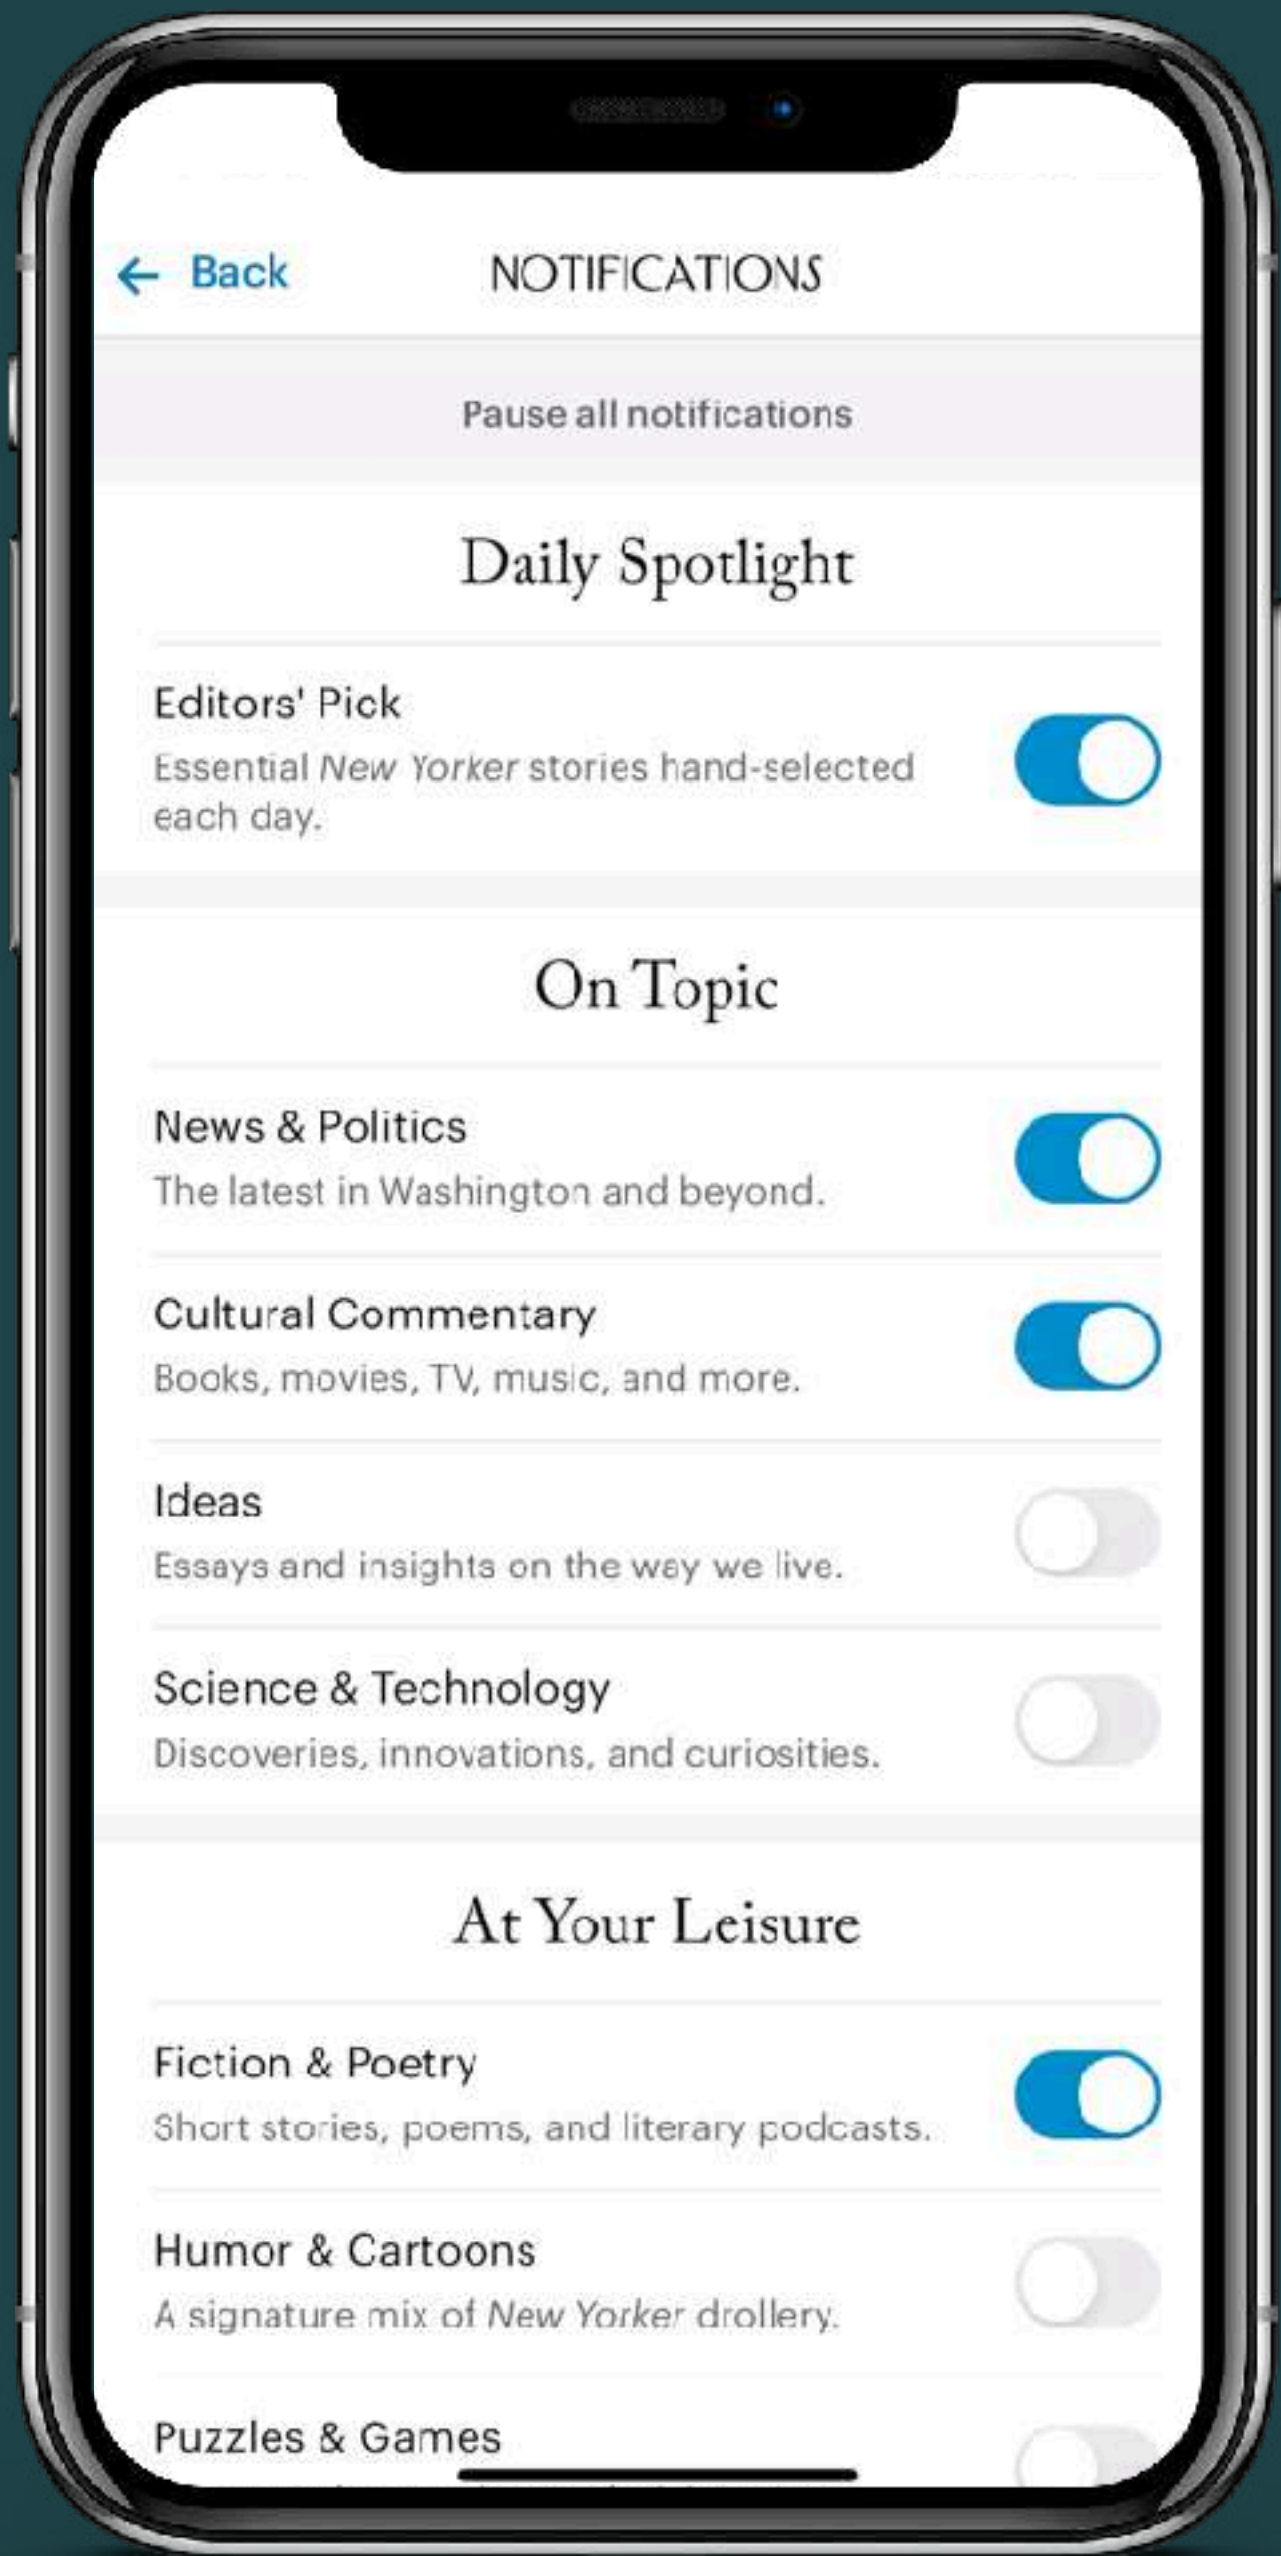 ← Back
NOTIFICATIONS
Pause all notifications
Daily Spotlight
Editors' Pick
Essential New Yorker stories hand-selected
each day.
On Topic
News & Politics
The latest in Washington and beyond.
Cultural Commentary
Books, movies, TV, music, and more.
Ideas
Essays and insights on the way we live.
Science & Technology
Discoveries, innovations, and curiosities.
At Your Leisure
Fiction & Poetry
Short stories, poems, and literary podcasts.
Humor & Cartoons
A signature mix of New Yorker drollery.
Puzzles & Games